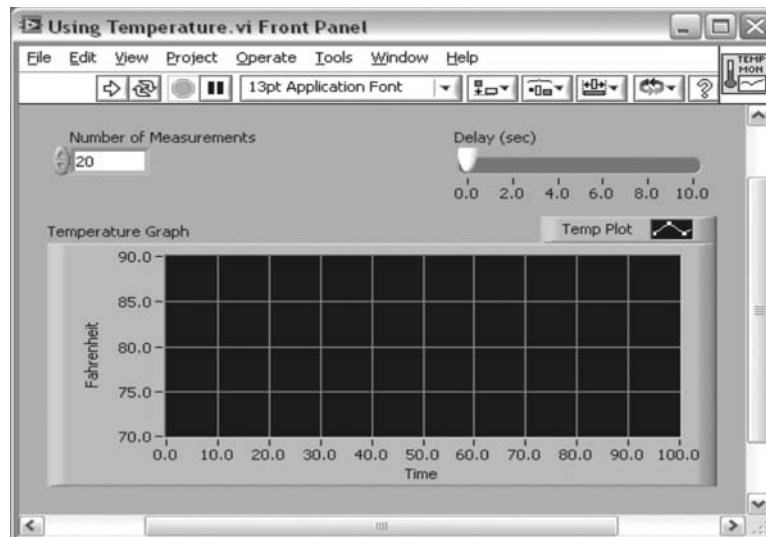 Using Temperature.vi Front Panel
File Edit View Project Operate Tools Window Help
TEMP
MON
13pt Application Font
?
Number of Measurements
20
Delay (sec)
0.0 2.0 4.0 6.0 8.0 10.0
Temperature Graph
Temp Plot
90.0
85.0
80.0
75.0
70.0
Fahrenheit
0.0 10.0 20.0 30.0 40.0 50.0 60.0 70.0 80.0 90.0 100.0
Time